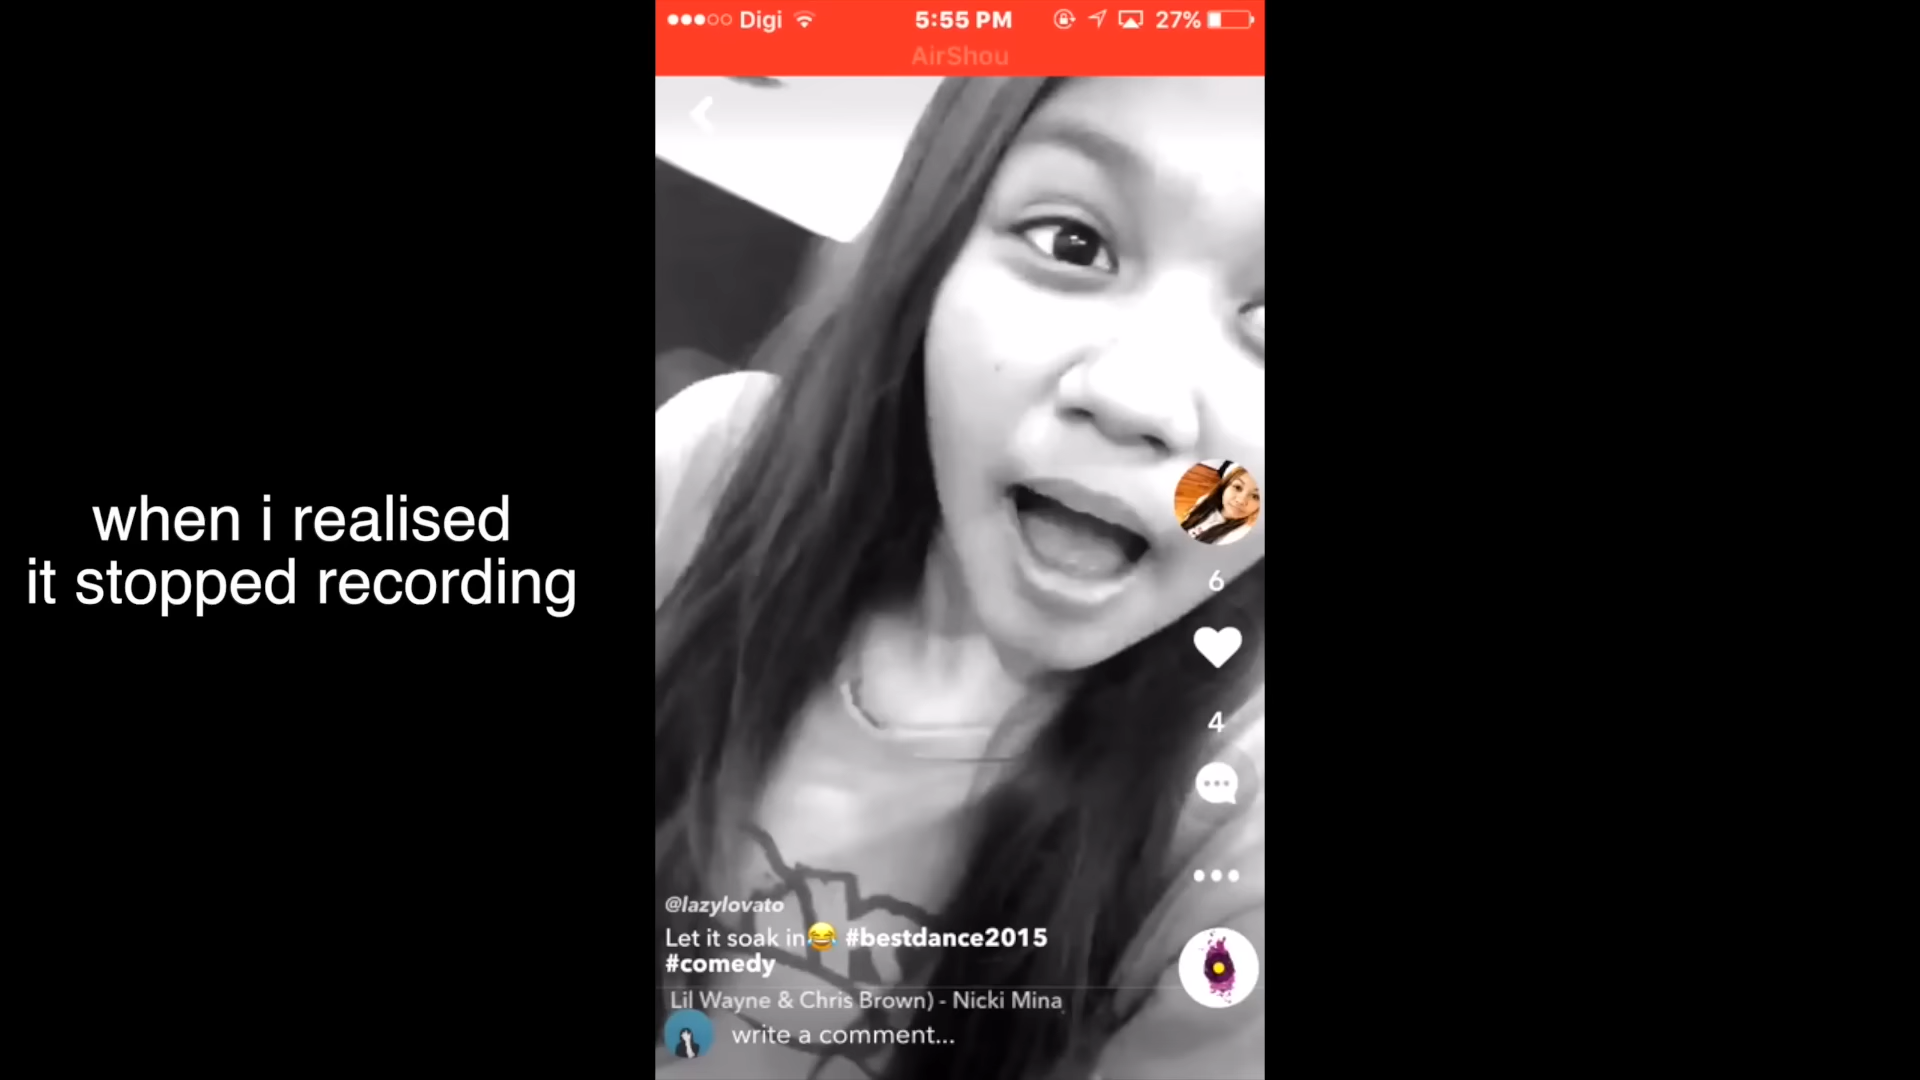 Digi 5:55 PM 27%
AirShou
when i realised
it stopped recording
6
4
@lazylovato
Let it soak in😂 #bestdance2015
#comedy
Lil Wayne & Chris Brown) - Nicki Mina
write a comment...